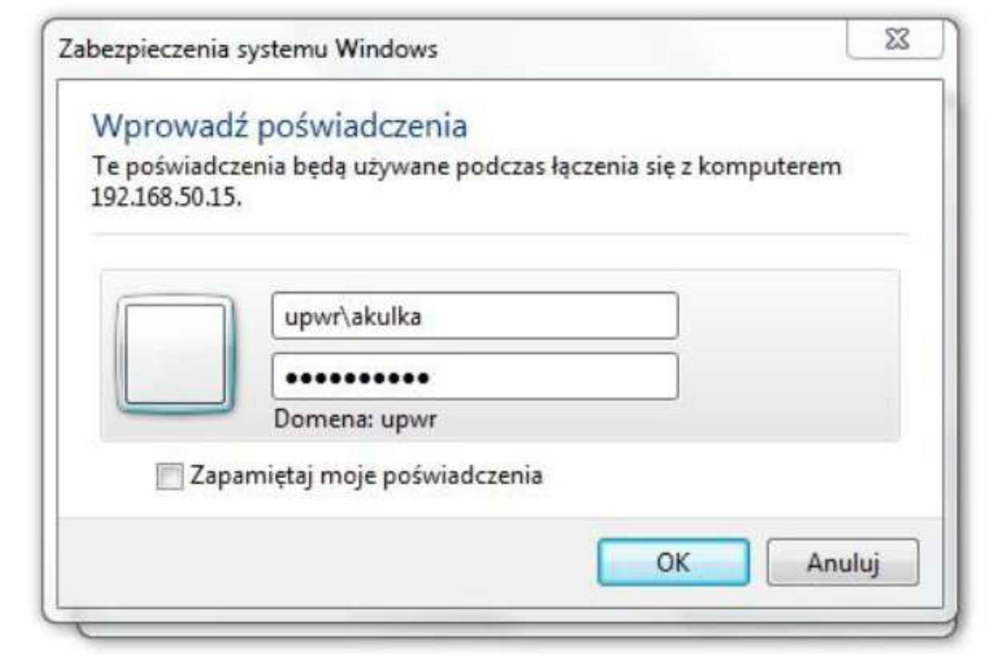 Zabezpieczenia systemu Windows
Wprowadź poświadczenia
Te poświadczenia będą używane podczas łączenia się z komputerem
192.168.50.15.
upwr\akulka
••••••••••
Domena: upwr
Zapamiętaj moje poświadczenia
OK
Anuluj